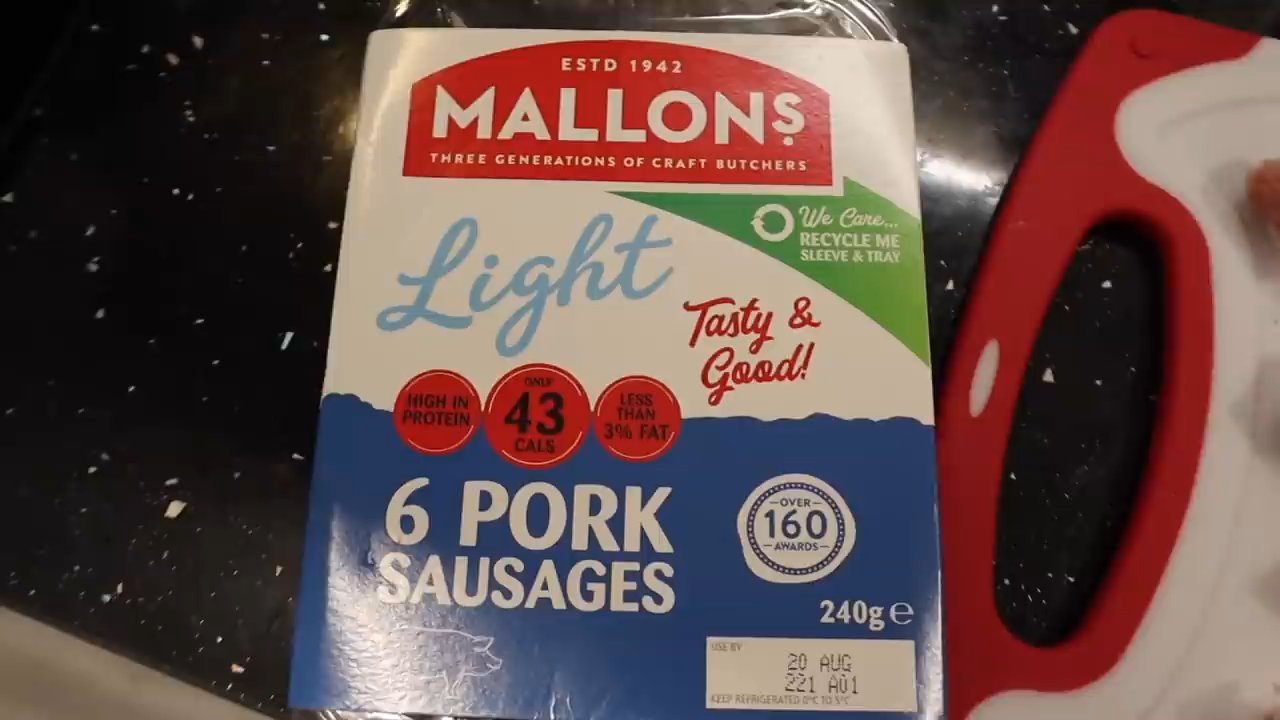 ESTD 1942
MALLONS
THREE GENERATIONS OF CRAFT BUTCHERS
We Care...
RECYCLE ME
SLEEVE & TRAY
Light
Tasty &
Good!
HIGH IN
PROTEIN
ONLY
43
CALS
LESS
THAN
3% FAT
6 PORK
SAUSAGES
OVER
160
AWARDS
240g e
USE BY
20 AUG
221 A01
KEEP REFRIGERATED 0°C TO 5°C